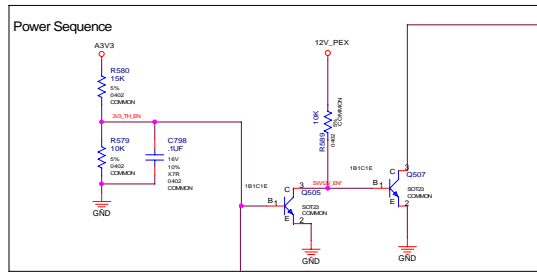 Power Sequence
A3V3
12V_PEX
R580
15K
5%
0402
COMMON
3V3_TH_EN
R579
10K
5%
0402
COMMON
C798
.1UF
16V
10%
X7R
0402
COMMON
GND
10K
R589
5%
0402
COMMON
1B1C1E
B
1
C
3
Q505
SOT23
COMMON
2
E
GND
SW12V_EN*
1B1C1E
B
1
C
3
Q507
SOT23
COMMON
2
E
GND